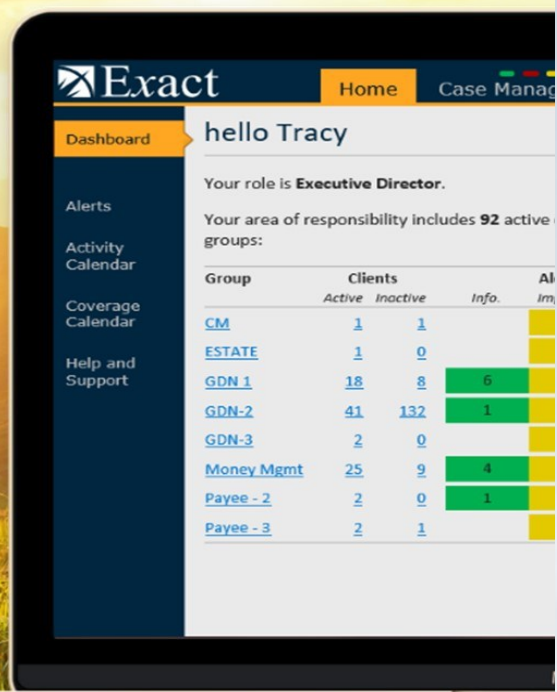 Exact
Home Case Manag
Dashboard
hello Tracy
Your role is Executive Director.
Your area of responsibility includes 92 active
groups:
Alerts
Activity
Calendar
Coverage
Calendar
Help and
Support
Group Clients Al
Active Inactive Info. Im
CM 1 1
ESTATE 1 0
GDN 1 18 8 6
GDN-2 41 132 1
GDN-3 2 0
Money Mgmt 25 9 4
Payee - 2 2 0 1
Payee - 3 2 1